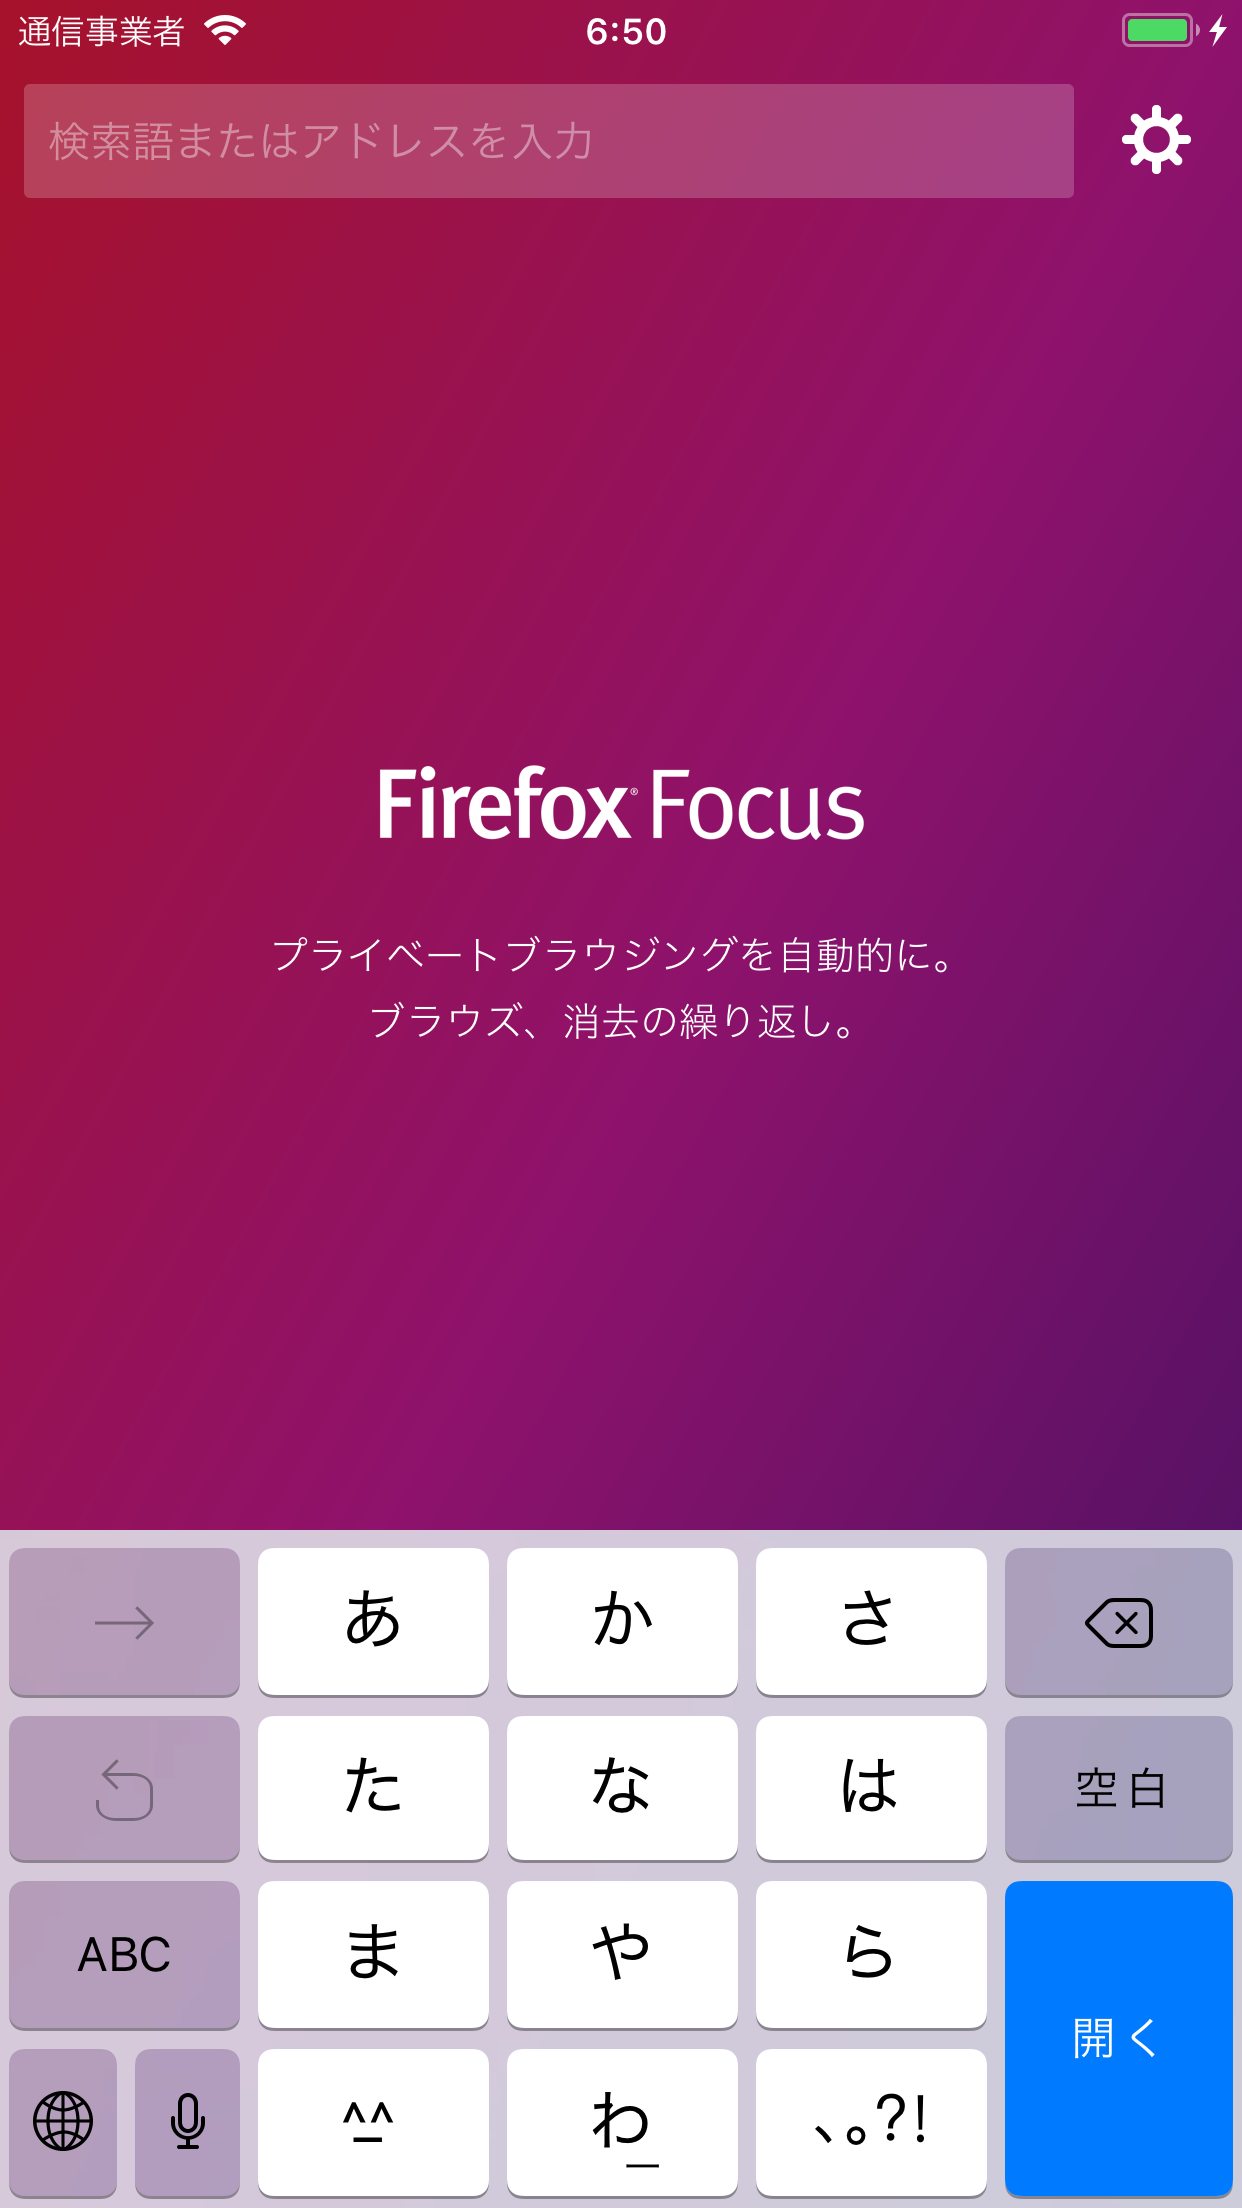 通信事業者 6:50
検索語またはアドレスを入力
Firefox® Focus
プライベートブラウジングを自動的に。
ブラウズ、消去の繰り返し。
→ あ か さ
た な は 空白
ABC ま や ら
^_^ わ_ 、。?! 開く